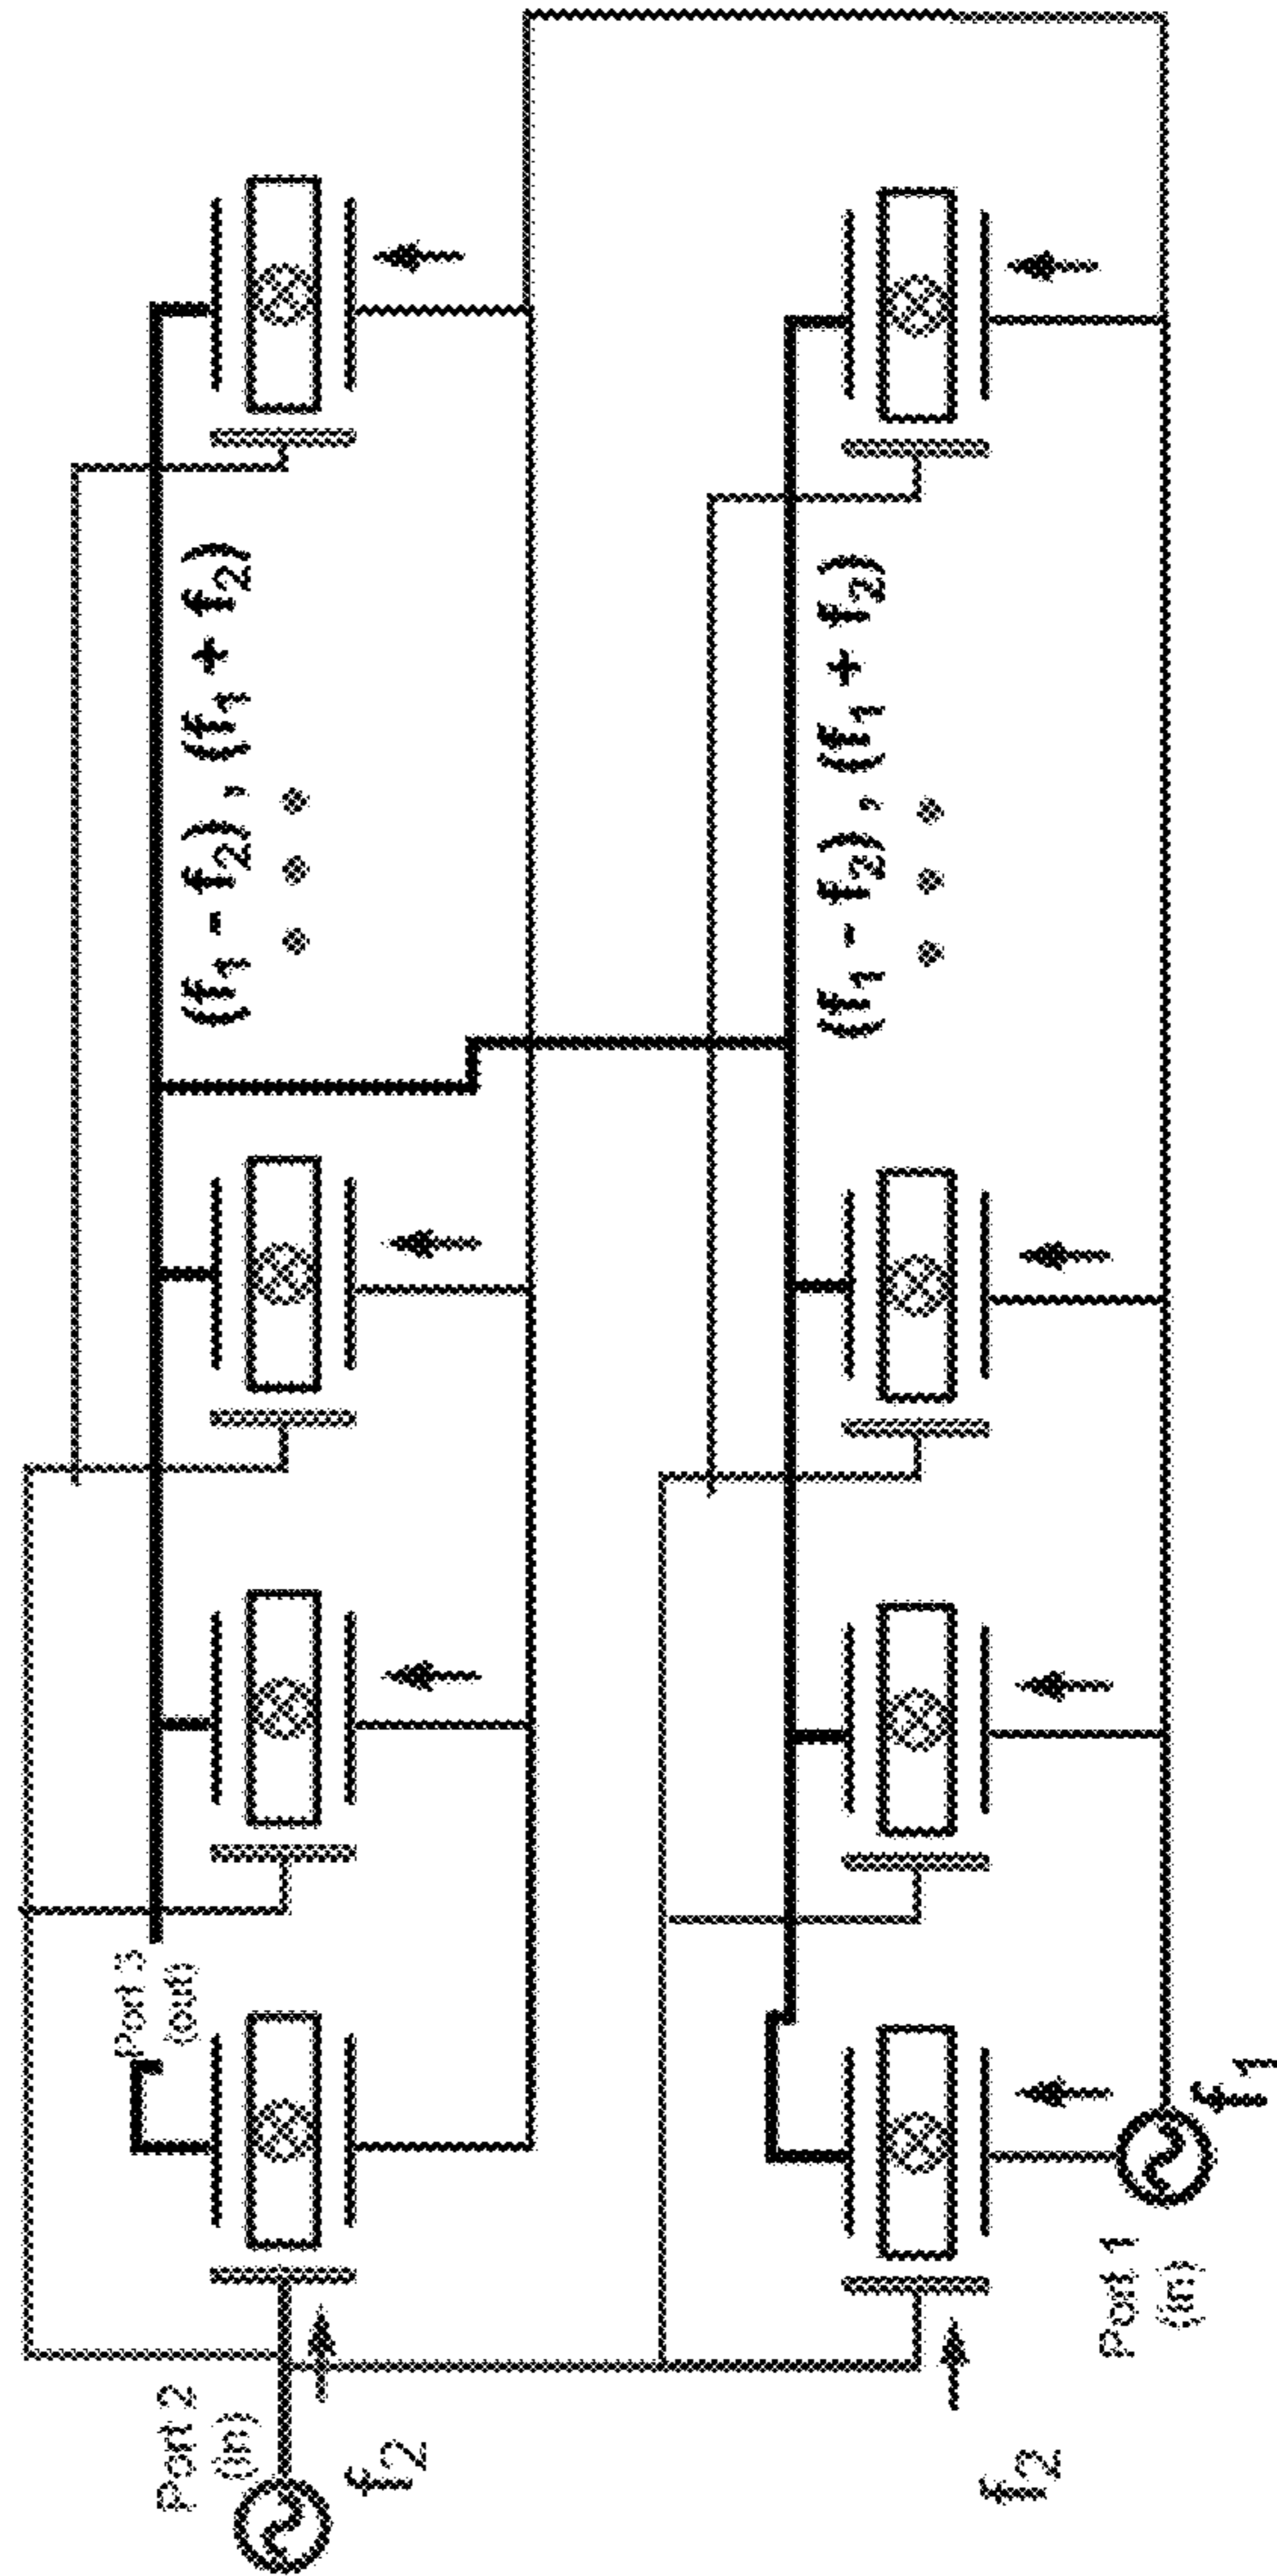 Port 2
(in)
f2
Port 3
(out)
(f1 - f2), (f1 + f2)
f2
(f1 - f2), (f1 + f2)
Port 1
(in)
f1